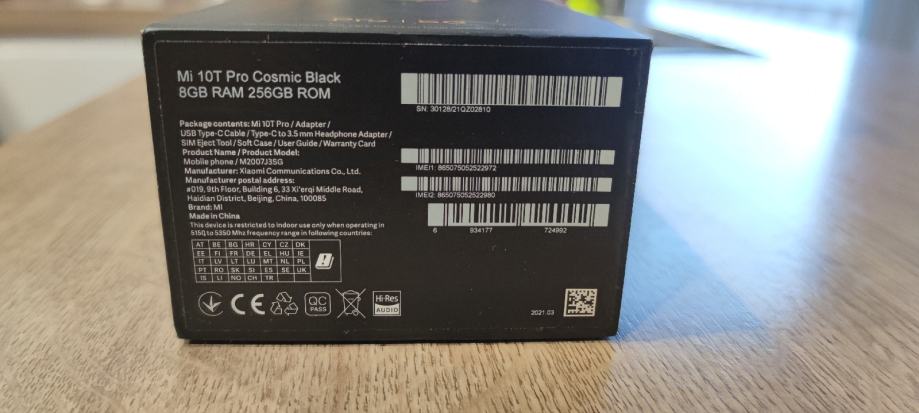 Pro | 5G |
Mi 10T Pro Cosmic Black
8GB RAM 256GB ROM
Package contents: Mi 10T Pro / Adapter /
USB Type-C Cable / Type-C to 3.5 mm Headphone Adapter /
SIM Eject Tool / Soft Case / User Guide / Warranty Card
Product Name / Product Model:
Mobile phone / M2007J3SG
Manufacturer: Xiaomi Communications Co., Ltd.
Manufacturer postal address:
#019, 9th Floor, Building 6, 33 Xi'erqi Middle Road,
Haidian District, Beijing, China, 100085
Brand: MI
Made in China
This device is restricted to indoor use only when operating in
5150 to 5350 Mhz frequency range in following countries:
AT BE BG HR CY CZ DK
EE FI FR DE EL HU IE
IT LV LT LU MT NL PL
PT RO SK SI ES SE UK
IS LI NO CH TR
CE
QC
PASS
Hi-Res
AUDIO
SN: 30128/21QZ02810
IMEI1: 865075052522972
IMEI2: 865075052522980
6 934177 724992
2021.03